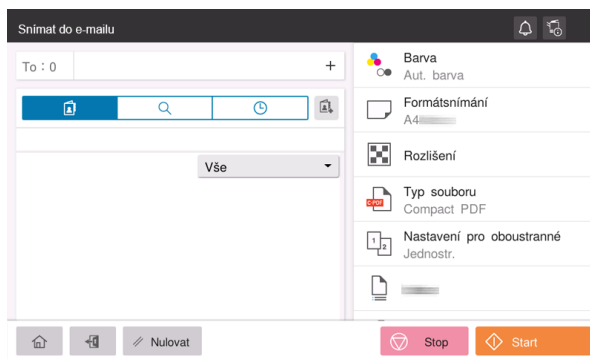 Snímat do e-mailu
To : 0
+
Vše
Barva
Aut. barva
Formátsnímání
A4
Rozlišení
C-PDF
Typ souboru
Compact PDF
1 2
Nastavení pro oboustranné
Jednostr.
Nulovat
Stop
Start